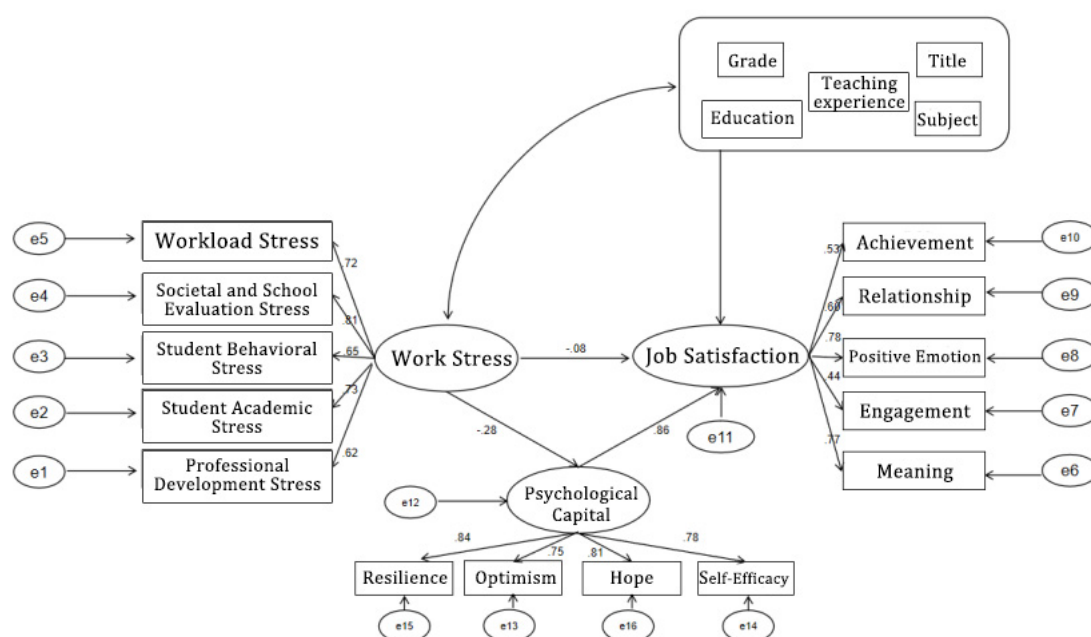 Grade
Title
Teaching
experience
Education
Subject
e5
Workload Stress
.72
e4
Societal and School
Evaluation Stress
.81
e3
Student Behavioral
Stress
.65
e2
Student Academic
Stress
.73
e1
Professional
Development Stress
.62
Work Stress
-.08
Job Satisfaction
-.28
.86
e11
e12
Psychological
Capital
.84
.75
.81
.78
Resilience
Optimism
Hope
Self-Efficacy
e15
e13
e16
e14
.53
Achievement
e10
.60
Relationship
e9
.78
Positive Emotion
e8
.44
Engagement
e7
.77
Meaning
e6